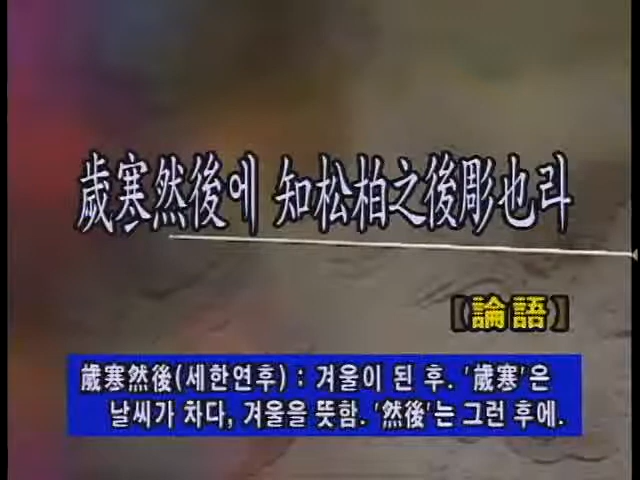 歲寒然後에 知松柏之後彫也라
【論語】
歲寒然後(세한연후) : 겨울이 된 후. '歲寒'은
날씨가 차다, 겨울을 뜻함. '然後'는 그런 후에.